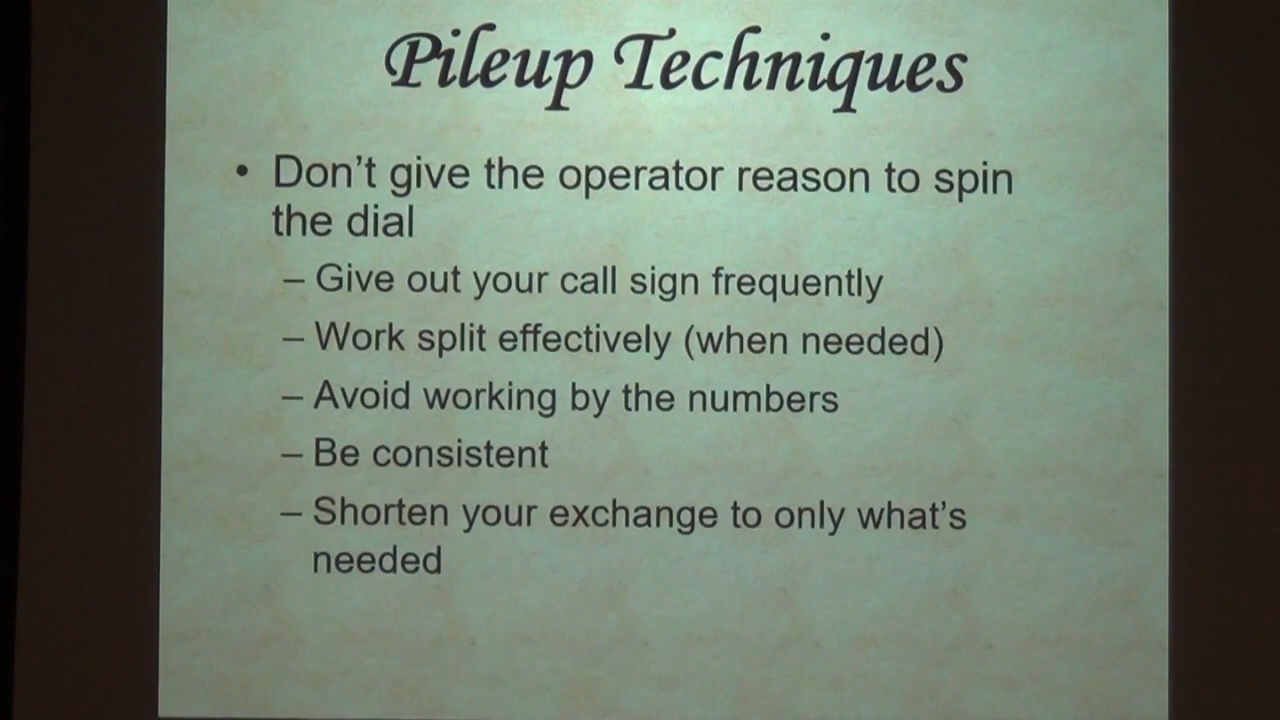 Pileup Techniques
• Don't give the operator reason to spin
the dial
– Give out your call sign frequently
– Work split effectively (when needed)
– Avoid working by the numbers
– Be consistent
– Shorten your exchange to only what's
needed